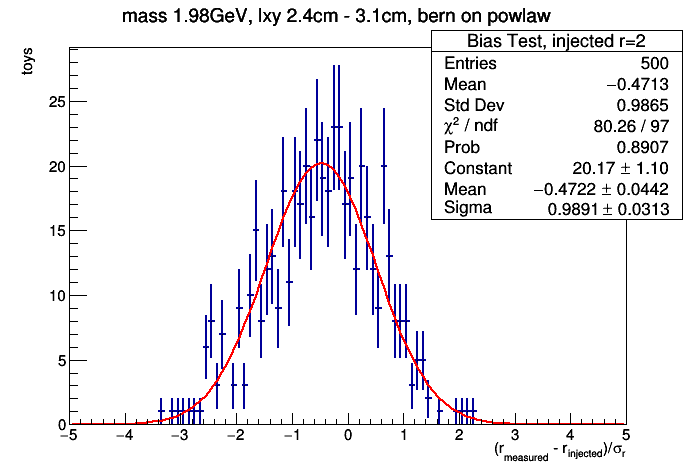 mass 1.98GeV, lxy 2.4cm - 3.1cm, bern on powlaw
toys
Bias Test, injected r=2
Entries 500
Mean −0.4713
Std Dev 0.9865
χ² / ndf 80.26 / 97
Prob 0.8907
Constant 20.17 ± 1.10
Mean −0.4722 ± 0.0442
Sigma 0.9891 ± 0.0313
25
20
15
10
5
0
−5 −4 −3 −2 −1 0 1 2 3 4 5
(r_measured - r_injected)/σ_r